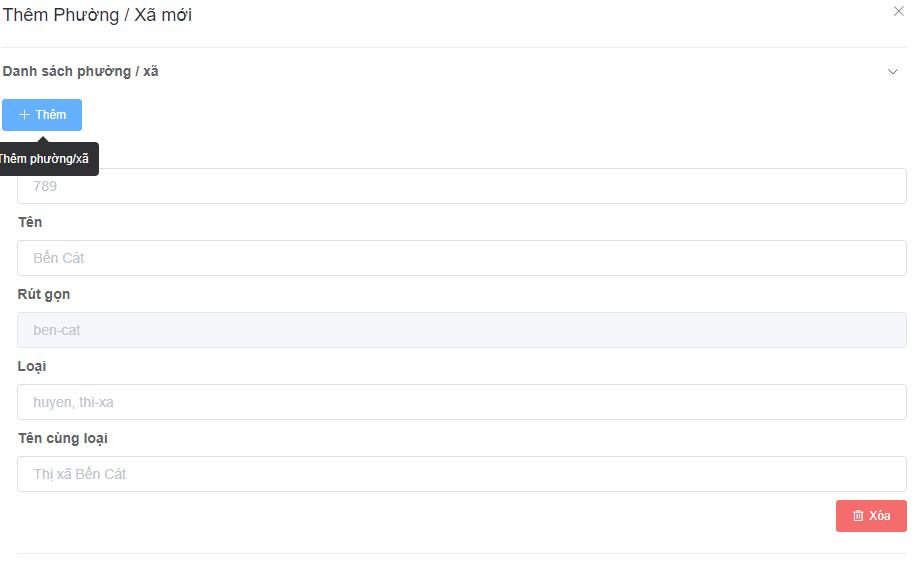 Thêm Phường / Xã mới
Danh sách phường / xã
Thêm
Thêm phường/xã
789
Tên
Bến Cát
Rút gọn
ben-cat
Loại
huyen, thi-xa
Tên cùng loại
Thị xã Bến Cát
Xóa